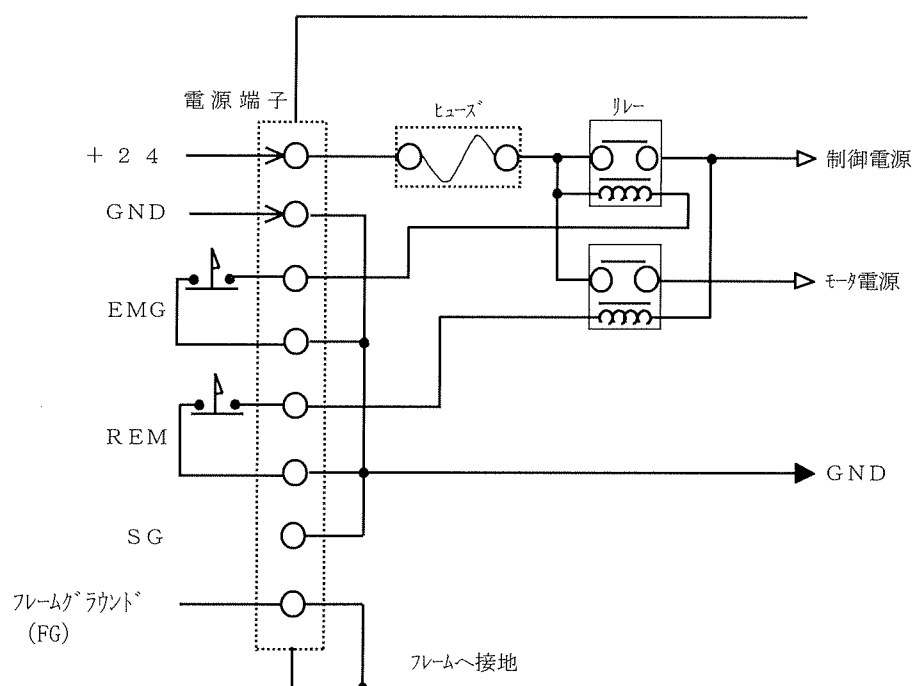 電源端子
ﾋｭｰｽﾞ
ﾘﾚｰ
＋２４
制御電源
ＧＮＤ
ﾓｰﾀ電源
ＥＭＧ
ＲＥＭ
ＧＮＤ
ＳＧ
ﾌﾚｰﾑｸﾞﾗｳﾝﾄﾞ
(FG)
ﾌﾚｰﾑへ接地